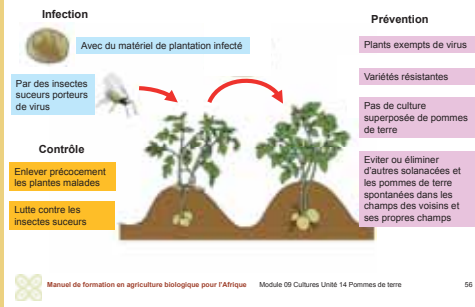 Infection
Avec du matériel de plantation infecté
Par des insectes
suceurs porteurs
de virus
Contrôle
Enlever précocement
les plantes malades
Lutte contre les
insectes suceurs
Prévention
Plants exempts de virus
Variétés résistantes
Pas de culture
superposée de pommes
de terre
Eviter ou éliminer
d'autres solanacées et
les pommes de terre
spontanées dans les
champs des voisins et
ses propres champs
Manuel de formation en agriculture biologique pour l'Afrique Module 09 Cultures Unité 14 Pommes de terre 56